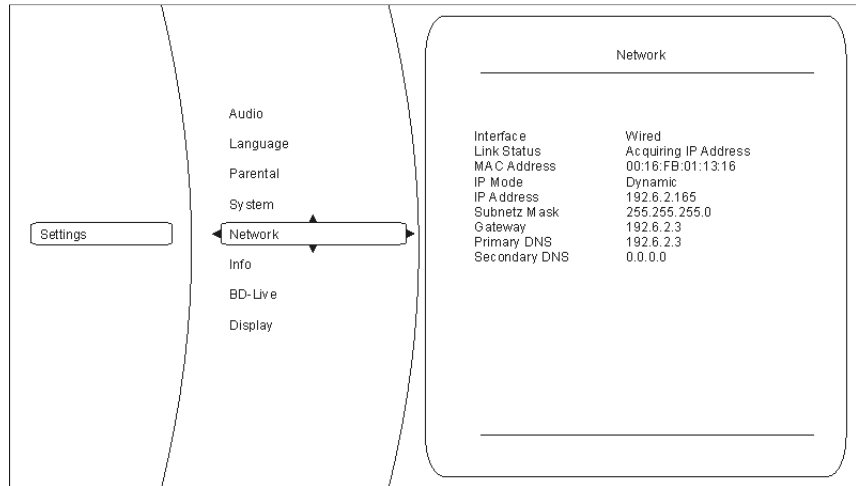 Settings
Audio
Language
Parental
System
Network
Info
BD-Live
Display
Network
Interface Wired
Link Status Acquiring IP Address
MAC Address 00:16:FB:01:13:16
IP Mode Dynamic
IP Address 192.6.2.165
Subnetz Mask 255.255.255.0
Gateway 192.6.2.3
Primary DNS 192.6.2.3
Secondary DNS 0.0.0.0